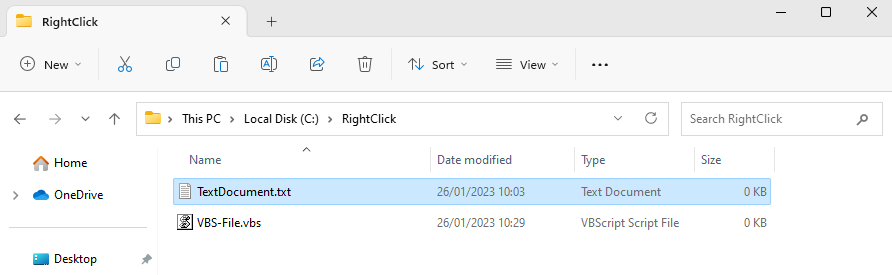 RightClick
New Sort View
This PC Local Disk (C:) RightClick Search RightClick
Home
OneDrive
Desktop
Name Date modified Type Size
TextDocument.txt 26/01/2023 10:03 Text Document 0 KB
VBS-File.vbs 26/01/2023 10:29 VBScript Script File 0 KB